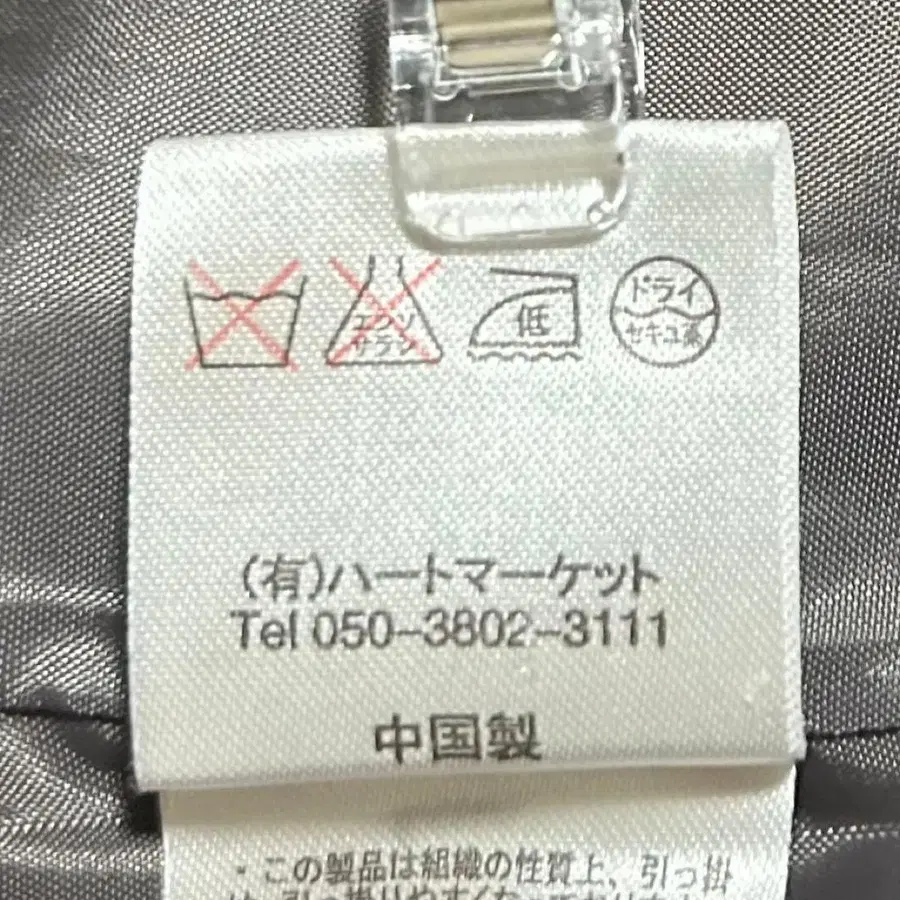 エンソ
サラシ
低
ドライ
セキユ系
(有)ハートマーケット
Tel 050-3802-3111
中国製
・この製品は組織の性質上、引っ掛